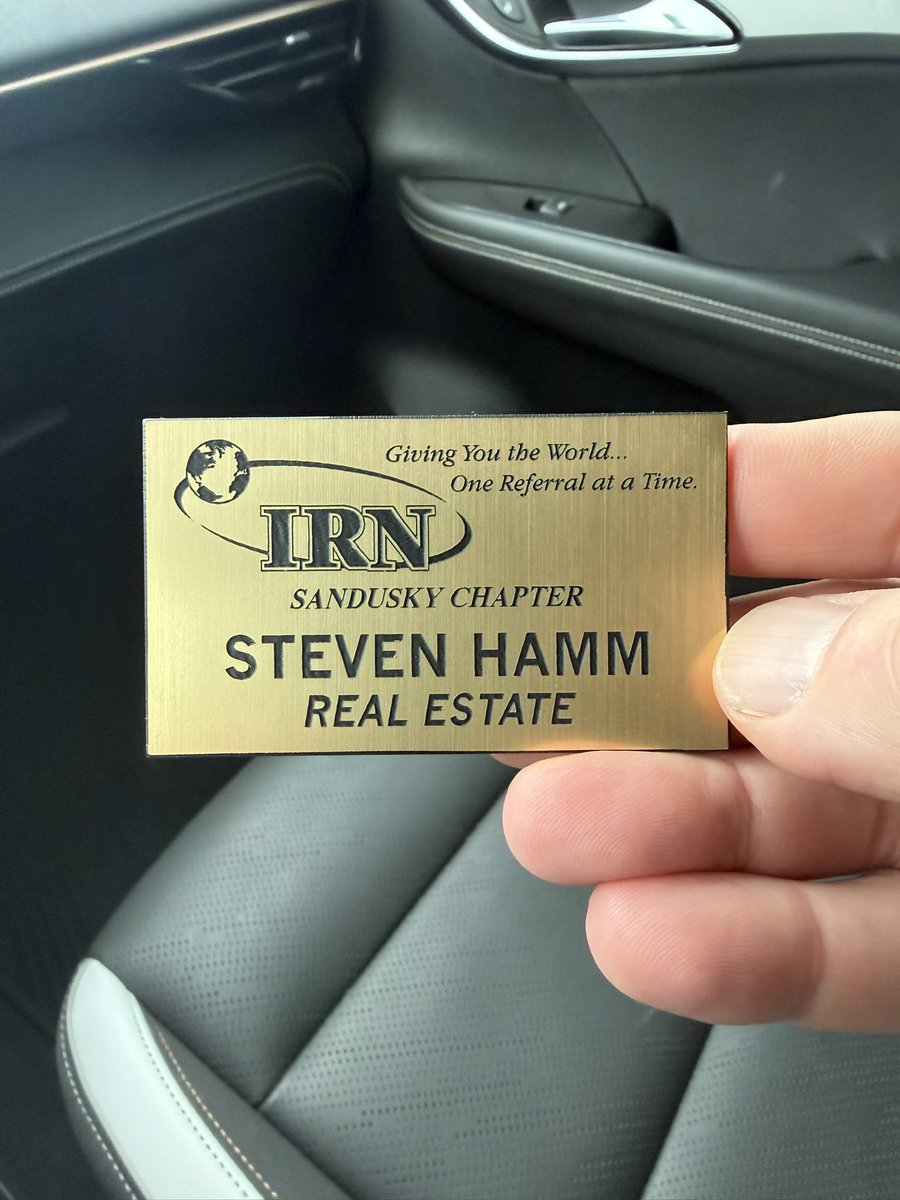 Giving You the World...
One Referral at a Time.
IRN
SANDUSKY CHAPTER
STEVEN HAMM
REAL ESTATE